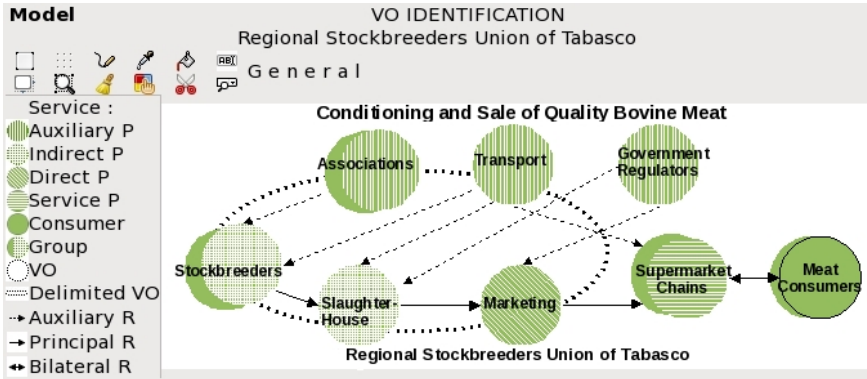 Model
VO IDENTIFICATION
Regional Stockbreeders Union of Tabasco
ABI
General
Service :
Auxiliary P
Indirect P
Direct P
Service P
Consumer
Group
VO
Delimited VO
Auxiliary R
Principal R
Bilateral R
Conditioning and Sale of Quality Bovine Meat
Associations
Transport
Government
Regulators
Stockbreeders
Slaughter-
House
Marketing
Supermarket
Chains
Meat
Consumers
Regional Stockbreeders Union of Tabasco